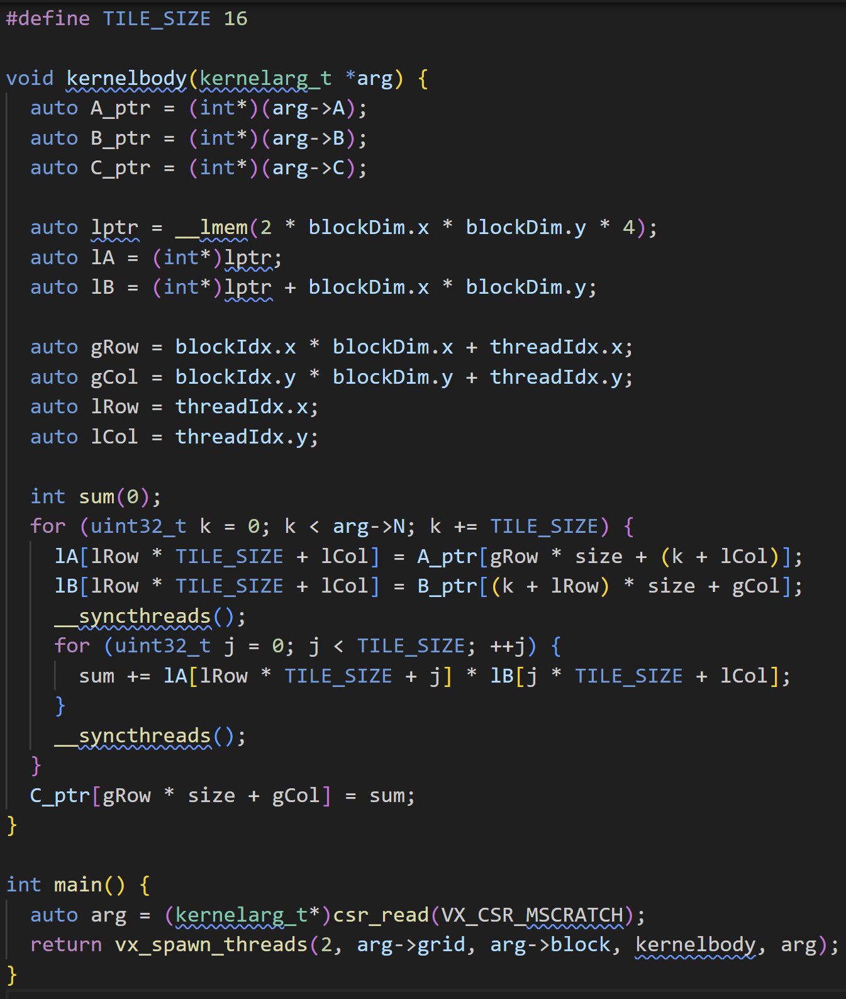 #define TILE_SIZE 16
void kernelbody(kernelarg_t *arg) {
auto A_ptr = (int*)(arg->A);
auto B_ptr = (int*)(arg->B);
auto C_ptr = (int*)(arg->C);
auto lptr = __lmem(2 * blockDim.x * blockDim.y * 4);
auto lA = (int*)lptr;
auto lB = (int*)lptr + blockDim.x * blockDim.y;
auto gRow = blockIdx.x * blockDim.x + threadIdx.x;
auto gCol = blockIdx.y * blockDim.y + threadIdx.y;
auto lRow = threadIdx.x;
auto lCol = threadIdx.y;
int sum(0);
for (uint32_t k = 0; k < arg->N; k += TILE_SIZE) {
lA[lRow * TILE_SIZE + lCol] = A_ptr[gRow * size + (k + lCol)];
lB[lRow * TILE_SIZE + lCol] = B_ptr[(k + lRow) * size + gCol];
__syncthreads();
for (uint32_t j = 0; j < TILE_SIZE; ++j) {
sum += lA[lRow * TILE_SIZE + j] * lB[j * TILE_SIZE + lCol];
}
__syncthreads();
}
C_ptr[gRow * size + gCol] = sum;
}
int main() {
auto arg = (kernelarg_t*)csr_read(VX_CSR_MSCRATCH);
return vx_spawn_threads(2, arg->grid, arg->block, kernelbody, arg);
}